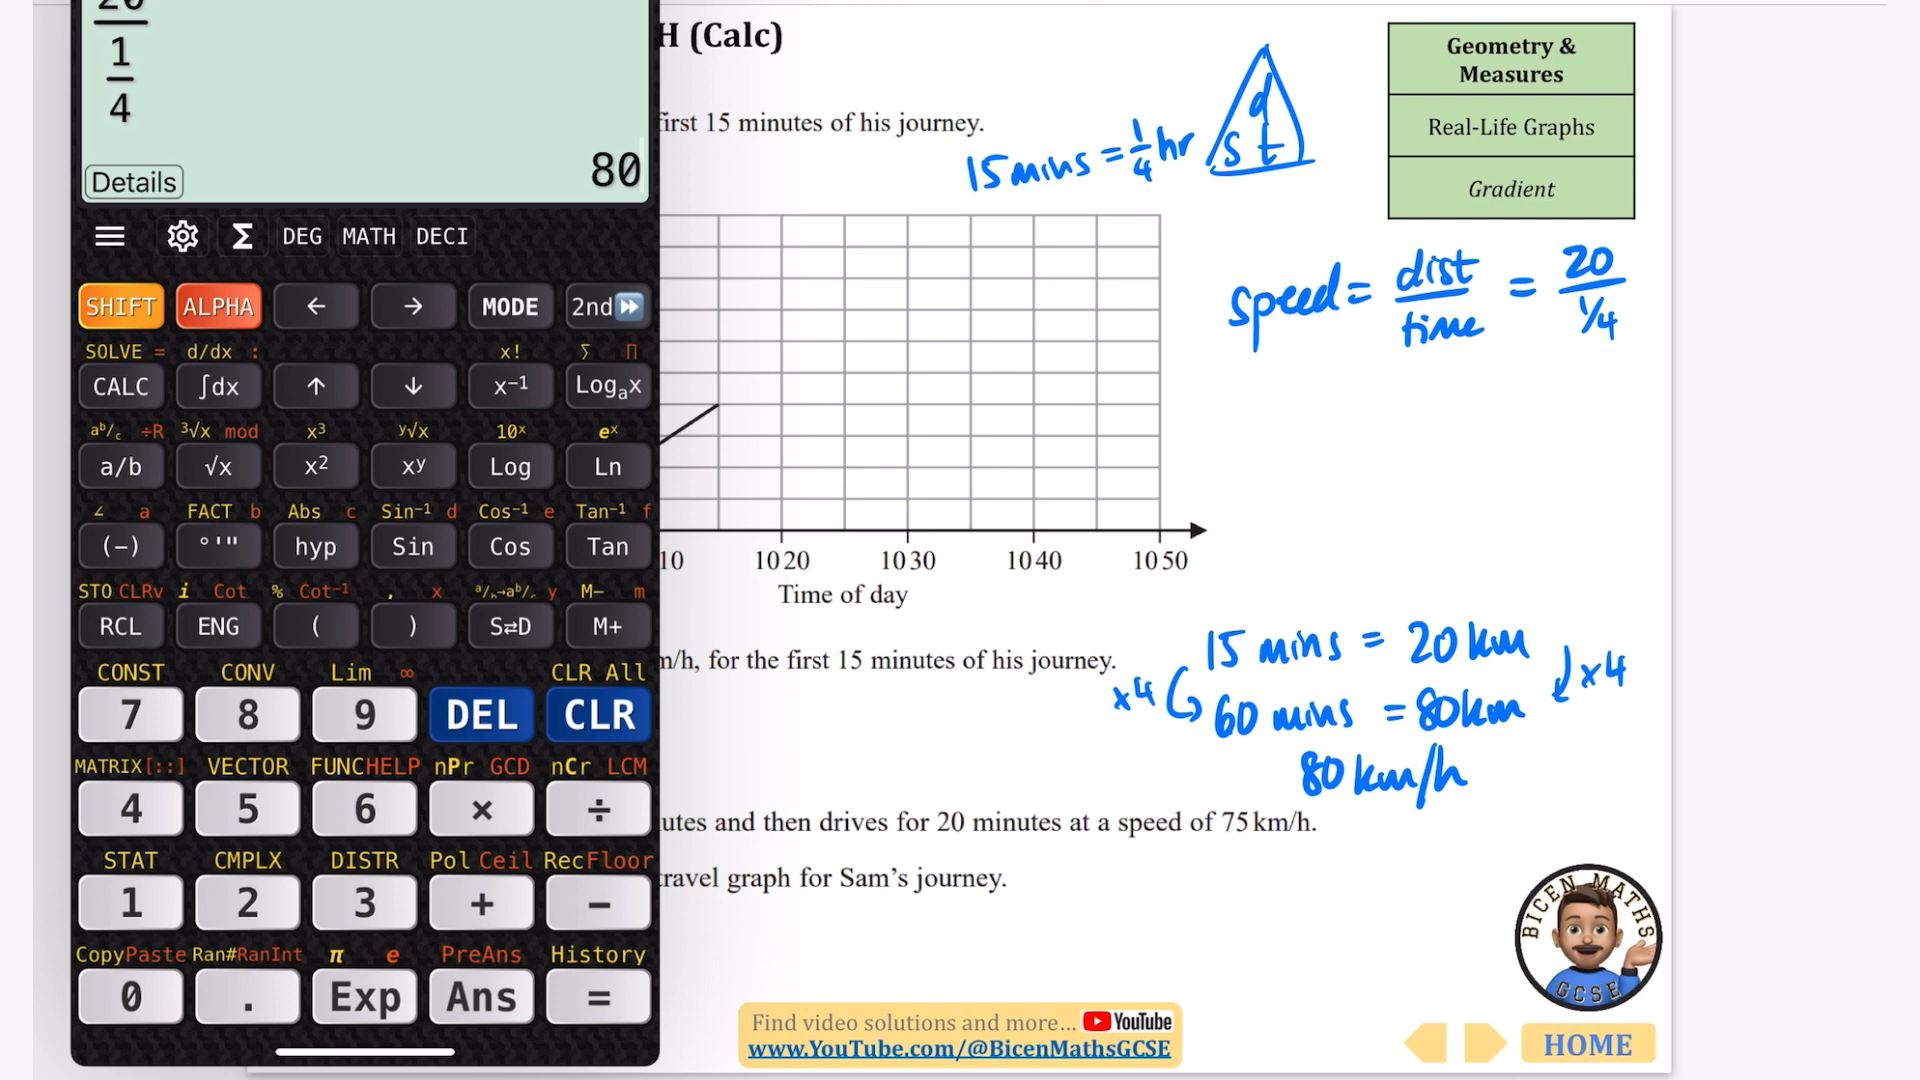 20
1
4
Details
80
DEG MATH DECI
SHIFT ALPHA ← → MODE 2nd
SOLVE = d/dx : x! ∑ ∏
CALC ∫dx ↑ ↓ x⁻¹ Logₐx
aᵇ/c ÷R ³√x mod x³ ʸ√x 10ˣ eˣ
a/b √x x² xʸ Log Ln
∠ a FACT b Abs c Sin⁻¹ d Cos⁻¹ e Tan⁻¹ f
(−) °'" hyp Sin Cos Tan
STO CLRv i Cot % Cot⁻¹ , x y M− m
RCL ENG ( ) S⇄D M+
CONST CONV Lim ∞ CLR All
7 8 9 DEL CLR
MATRIX[::] VECTOR FUNC HELP nPr GCD nCr LCM
4 5 6 × ÷
STAT CMPLX DISTR Pol Ceil Rec Floor
1 2 3 + −
Copy Paste Ran# RanInt π e PreAns History
0 . Exp Ans =
H (Calc)
first 15 minutes of his journey.
15 mins = 1/4 hr
d
s t
Geometry &
Measures
Real-Life Graphs
Gradient
speed = dist/time = 20/¼
10 1020 1030 1040 1050
Time of day
m/h, for the first 15 minutes of his journey.
15 mins = 20 km
×4 ×4
60 mins = 80km
80 km/h
utes and then drives for 20 minutes at a speed of 75 km/h.
travel graph for Sam's journey.
BICEN MATHS
GCSE
Find video solutions and more... YouTube
www.YouTube.com/@BicenMathsGCSE
HOME